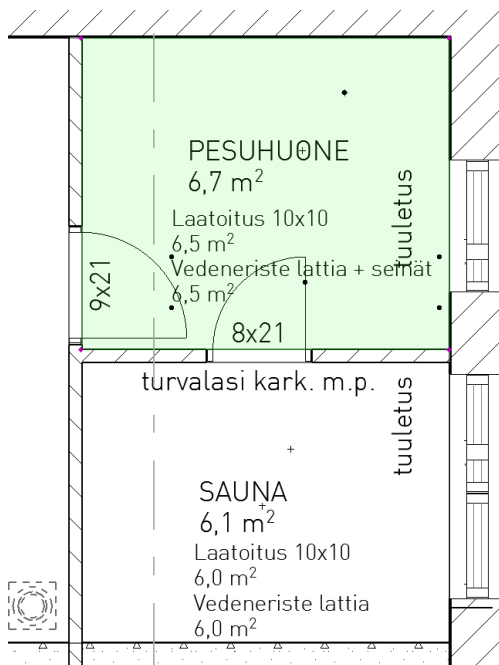 PESUHUONE
6,7 m²
Laatoitus 10x10
6,5 m²
Vedeneriste lattia + seinät
6,5 m²
tuuletus
9x21
8x21
turvalasi kark. m.p.
tuuletus
SAUNA
6,1 m²
Laatoitus 10x10
6,0 m²
Vedeneriste lattia
6,0 m²